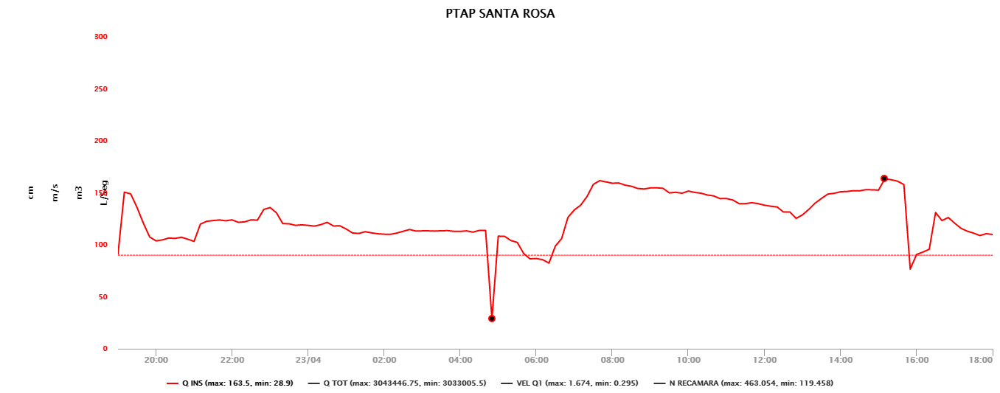 PTAP SANTA ROSA
300
250
200
150
100
50
0
cm
m/s
m3
L/seg
20:00 22:00 23/04 02:00 04:00 06:00 08:00 10:00 12:00 14:00 16:00 18:00
Q INS (max: 163.5, min: 28.9) Q TOT (max: 3043446.75, min: 3033005.5) VEL Q1 (max: 1.674, min: 0.295) N RECAMARA (max: 463.054, min: 119.458)